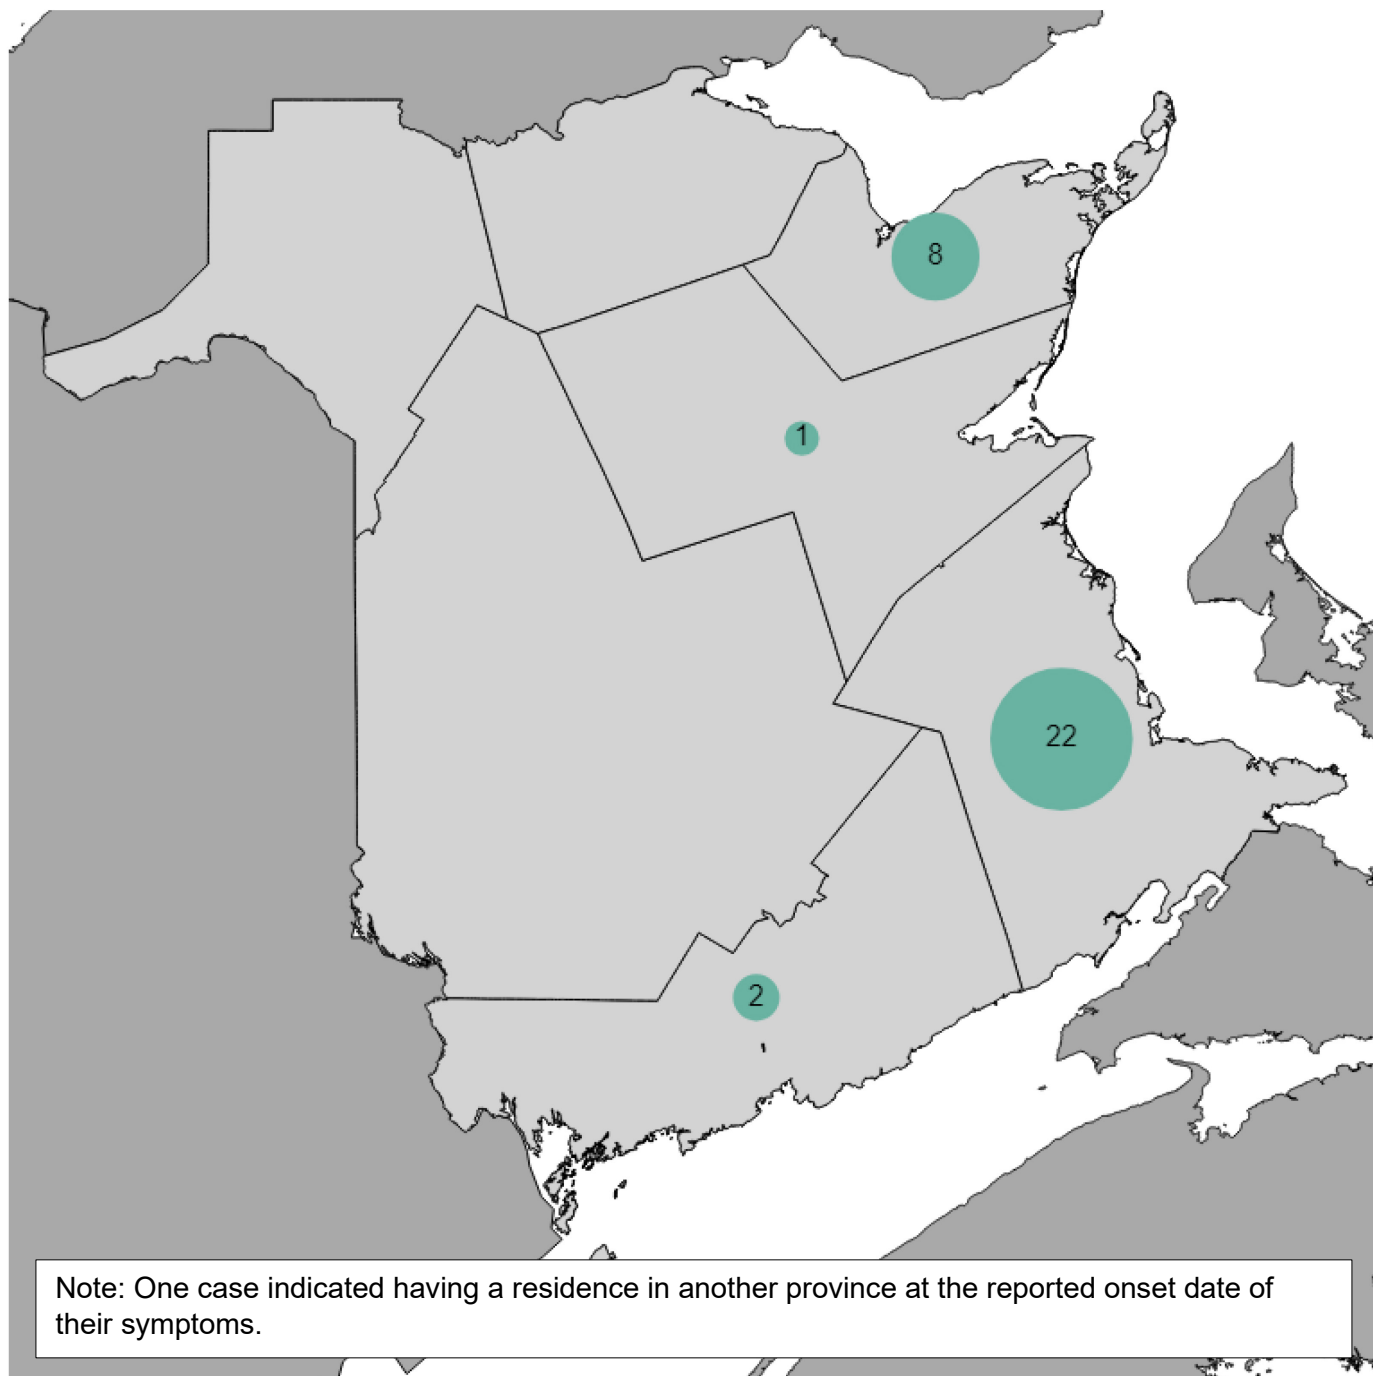 8
1
22
2
Note: One case indicated having a residence in another province at the reported onset date of
their symptoms.